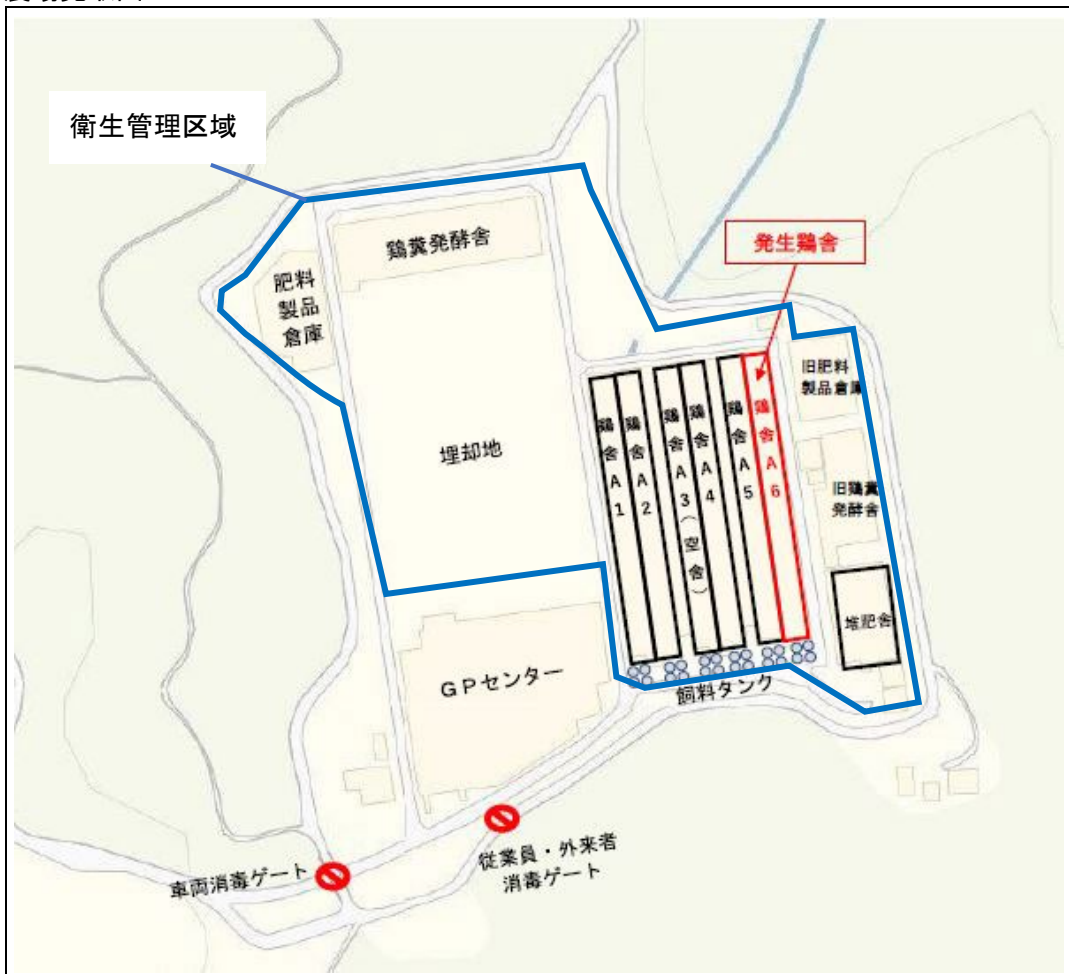 衛生管理区域
発生鶏舎
鶏糞発酵舎
肥料
製品
倉庫
旧肥料
製品倉庫
鶏舎A1
鶏舎A2
鶏舎A3（空舎）
鶏舎A4
鶏舎A5
鶏舎A6
埋却地
旧鶏糞
発酵舎
堆肥舎
GPセンター
飼料タンク
車両消毒ゲート
従業員・外来者
消毒ゲート